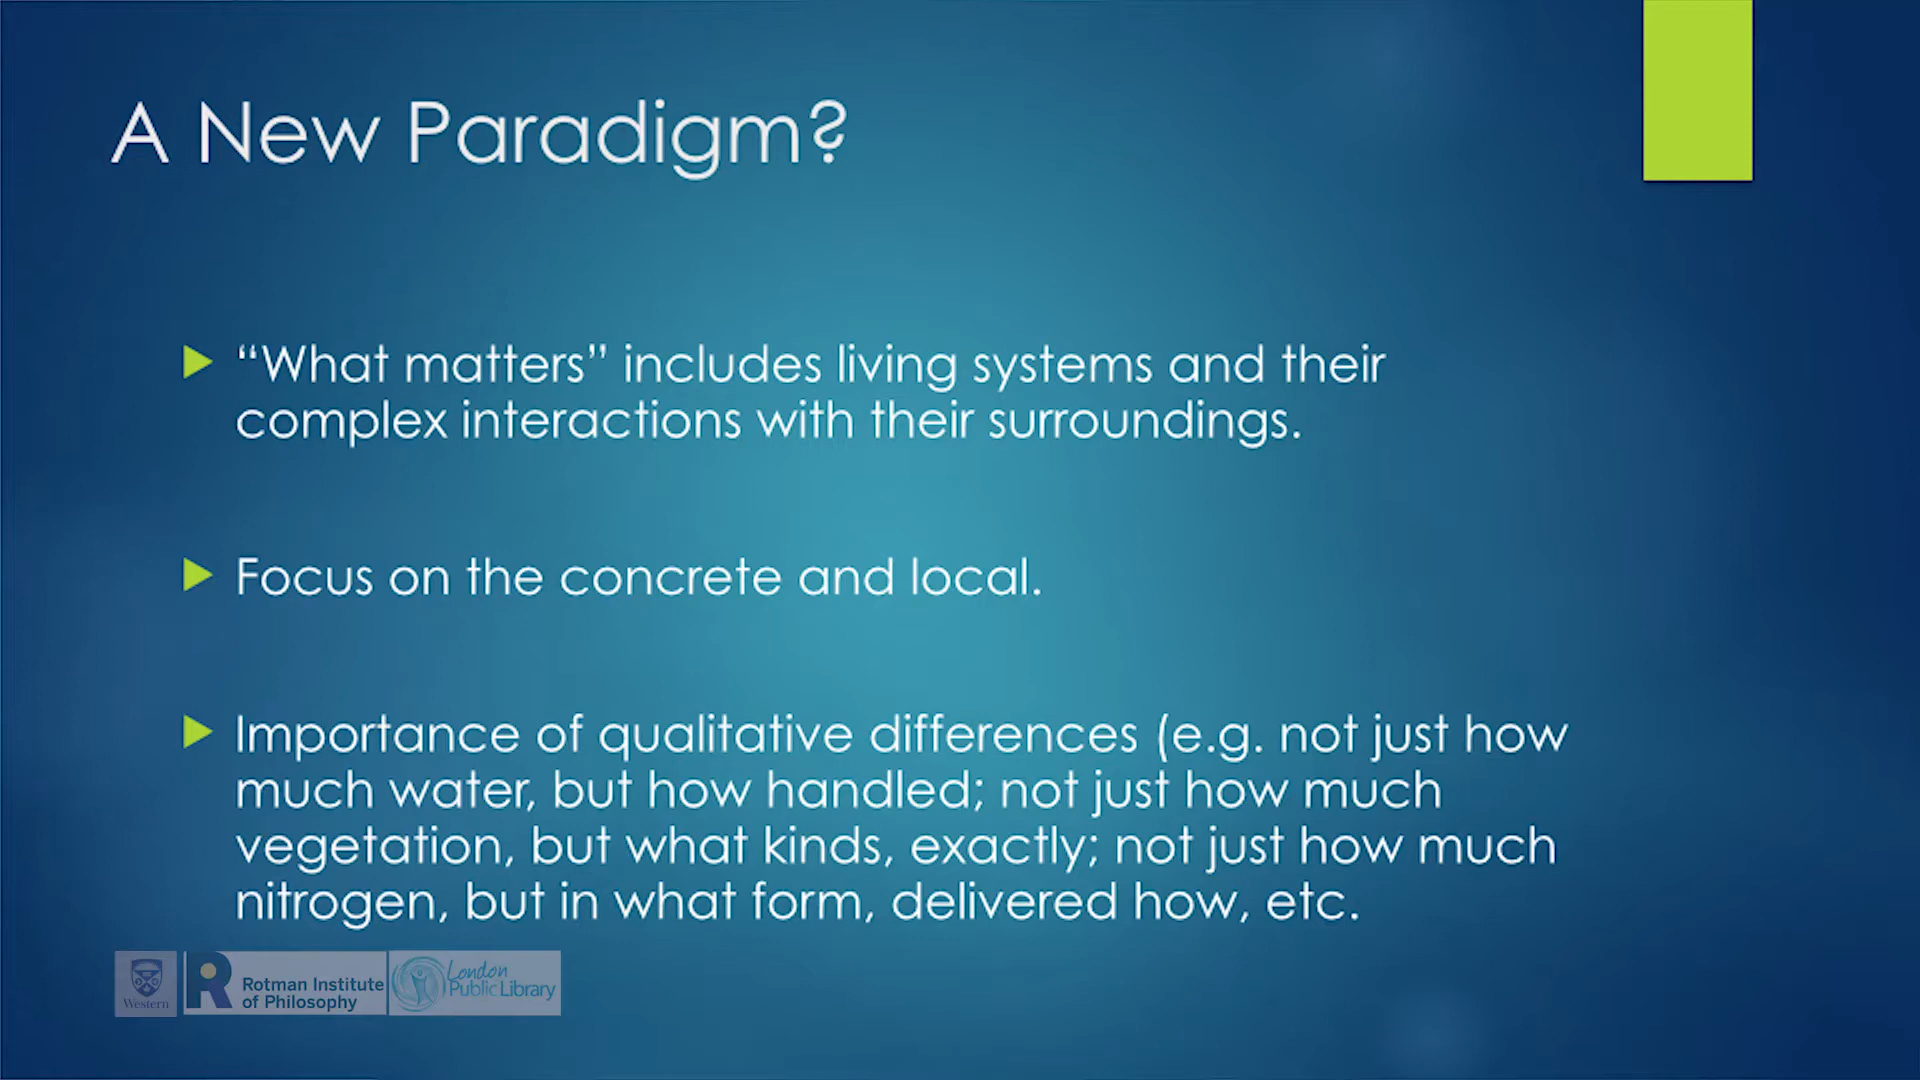 A New Paradigm?
“What matters” includes living systems and their
complex interactions with their surroundings.
Focus on the concrete and local.
Importance of qualitative differences (e.g. not just how
much water, but how handled; not just how much
vegetation, but what kinds, exactly; not just how much
nitrogen, but in what form, delivered how, etc.
Western
R
Rotman Institute
of Philosophy
London
Public Library